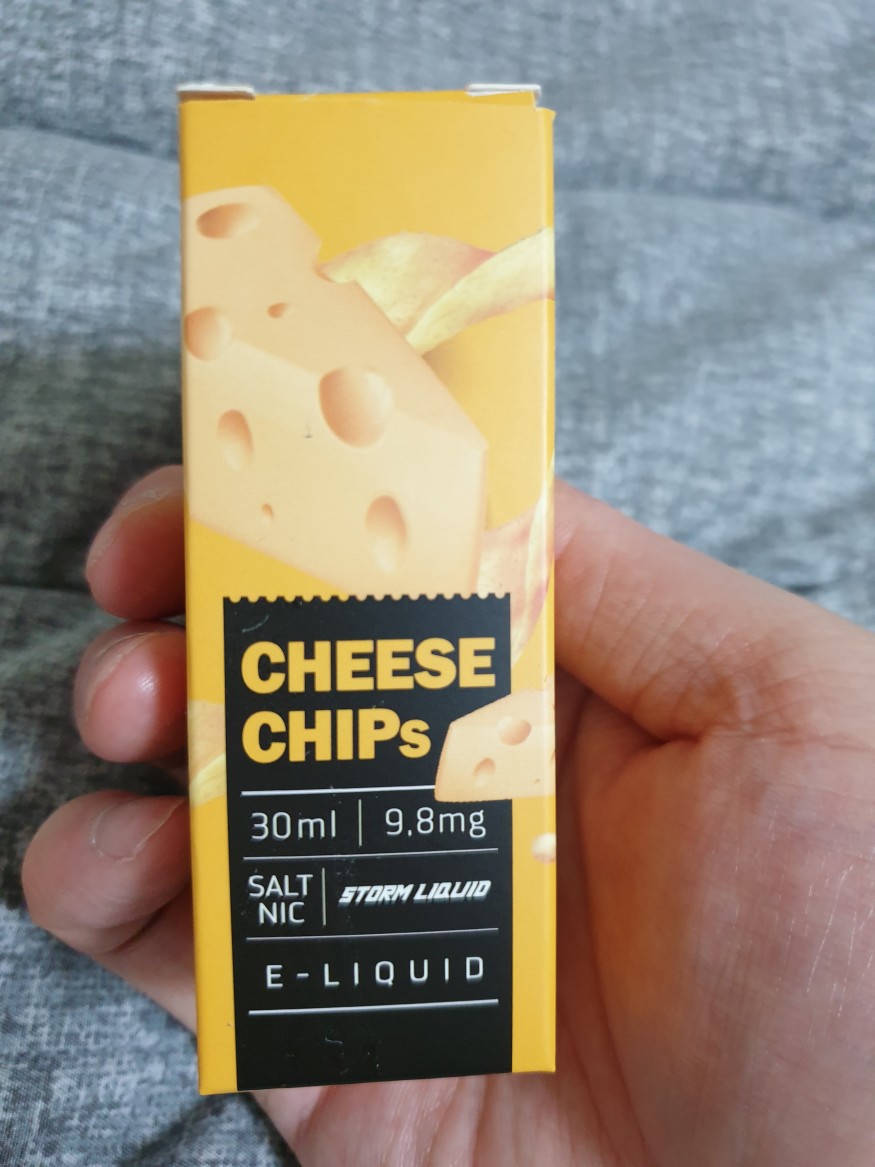 CHEESE
CHIPs
30ml | 9.8mg
SALT
NIC | STORM LIQUID
E-LIQUID